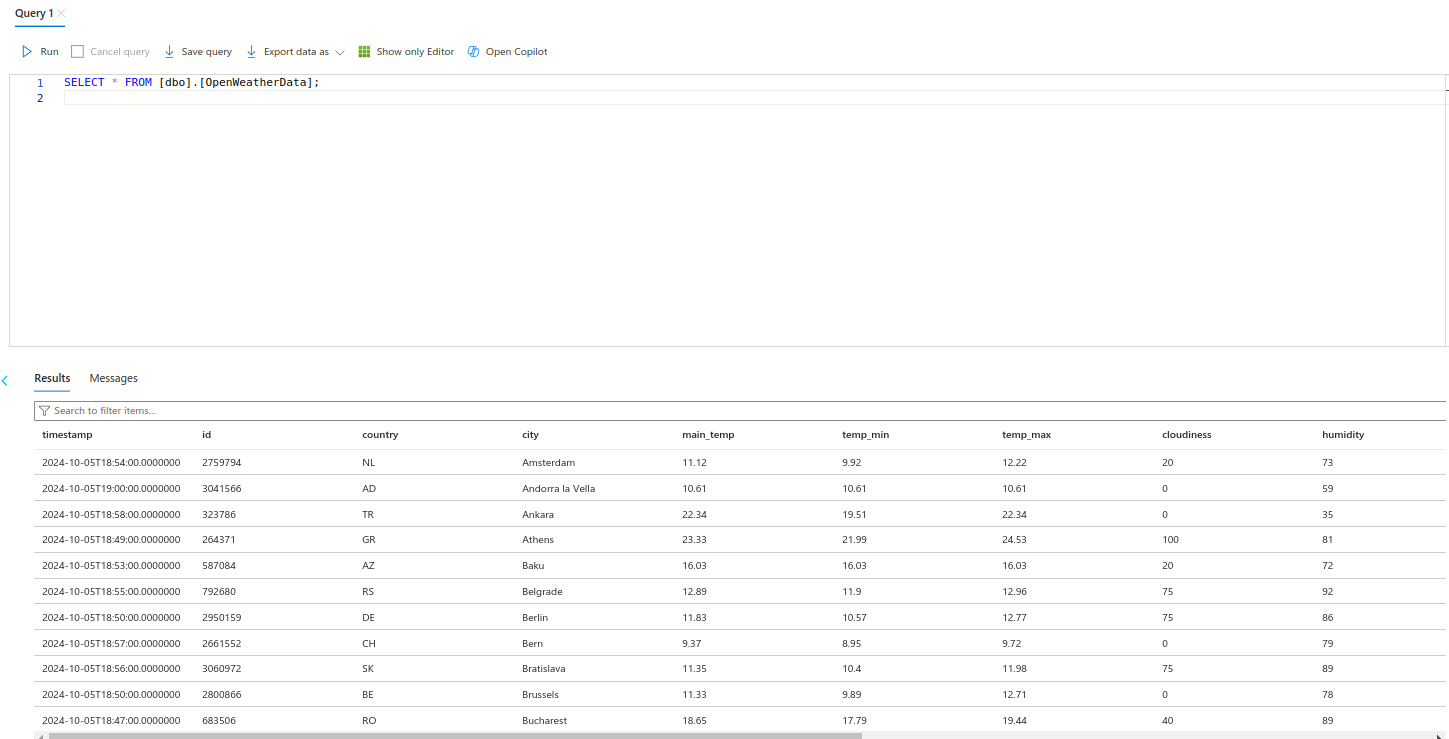 Query 1
Run Cancel query Save query Export data as Show only Editor Open Copilot
1 SELECT * FROM [dbo].[OpenWeatherData];
2
Results Messages
Search to filter items...
timestamp id country city main_temp temp_min temp_max cloudiness humidity
2024-10-05T18:54:00.0000000 2759794 NL Amsterdam 11.12 9.92 12.22 20 73
2024-10-05T19:00:00.0000000 3041566 AD Andorra la Vella 10.61 10.61 10.61 0 59
2024-10-05T18:58:00.0000000 323786 TR Ankara 22.34 19.51 22.34 0 35
2024-10-05T18:49:00.0000000 264371 GR Athens 23.33 21.99 24.53 100 81
2024-10-05T18:53:00.0000000 587084 AZ Baku 16.03 16.03 16.03 20 72
2024-10-05T18:55:00.0000000 792680 RS Belgrade 12.89 11.9 12.96 75 92
2024-10-05T18:50:00.0000000 2950159 DE Berlin 11.83 10.57 12.77 75 86
2024-10-05T18:57:00.0000000 2661552 CH Bern 9.37 8.95 9.72 0 79
2024-10-05T18:56:00.0000000 3060972 SK Bratislava 11.35 10.4 11.98 75 89
2024-10-05T18:50:00.0000000 2800866 BE Brussels 11.33 9.89 12.71 0 78
2024-10-05T18:47:00.0000000 683506 RO Bucharest 18.65 17.79 19.44 40 89